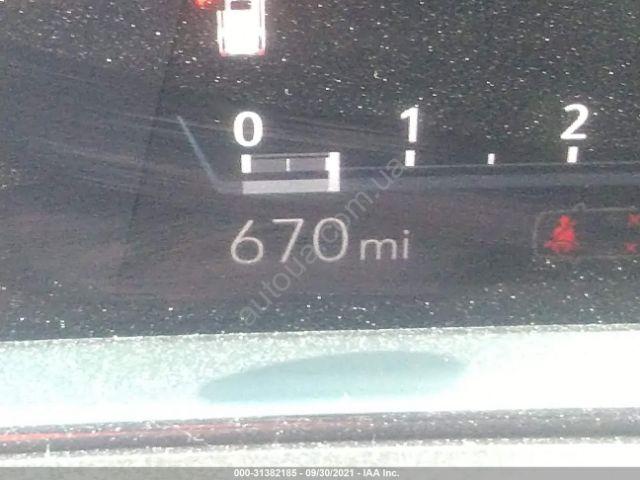 0 1 2
670 mi
autoua.com.ua
000-31382185 - 09/30/2021 - IAA Inc.